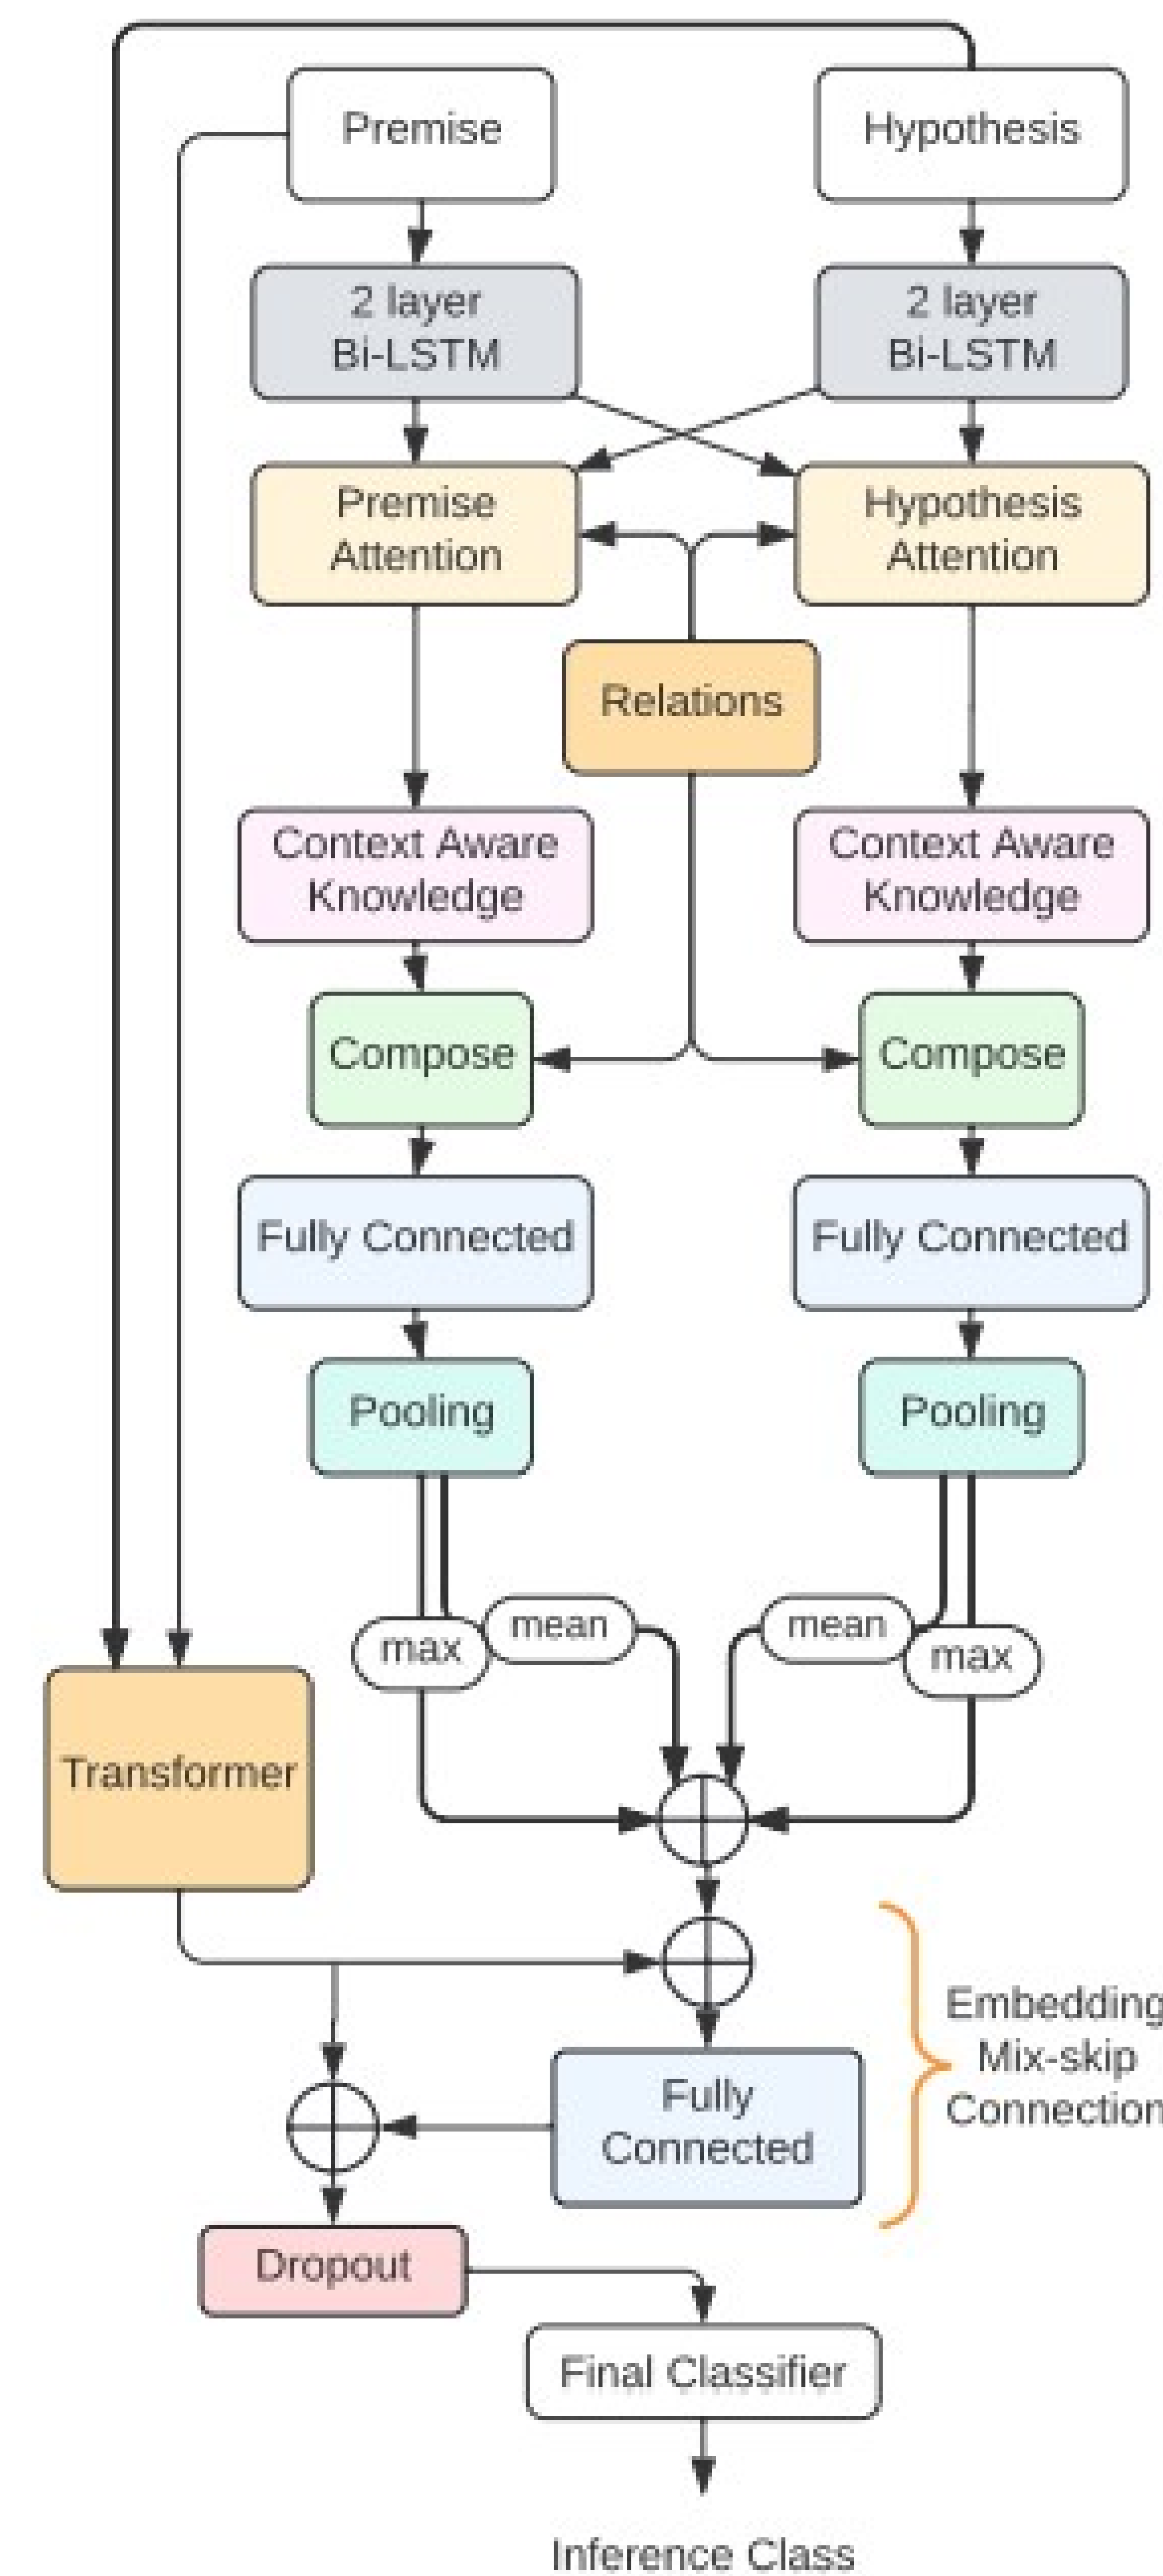 Premise
Hypothesis
2 layer
Bi-LSTM
2 layer
Bi-LSTM
Premise
Attention
Hypothesis
Attention
Relations
Context Aware
Knowledge
Context Aware
Knowledge
Compose
Compose
Fully Connected
Fully Connected
Pooling
Pooling
max
mean
mean
max
Transformer
Embedding
Mix-skip
Connection
Fully
Connected
Dropout
Final Classifier
Inference Class